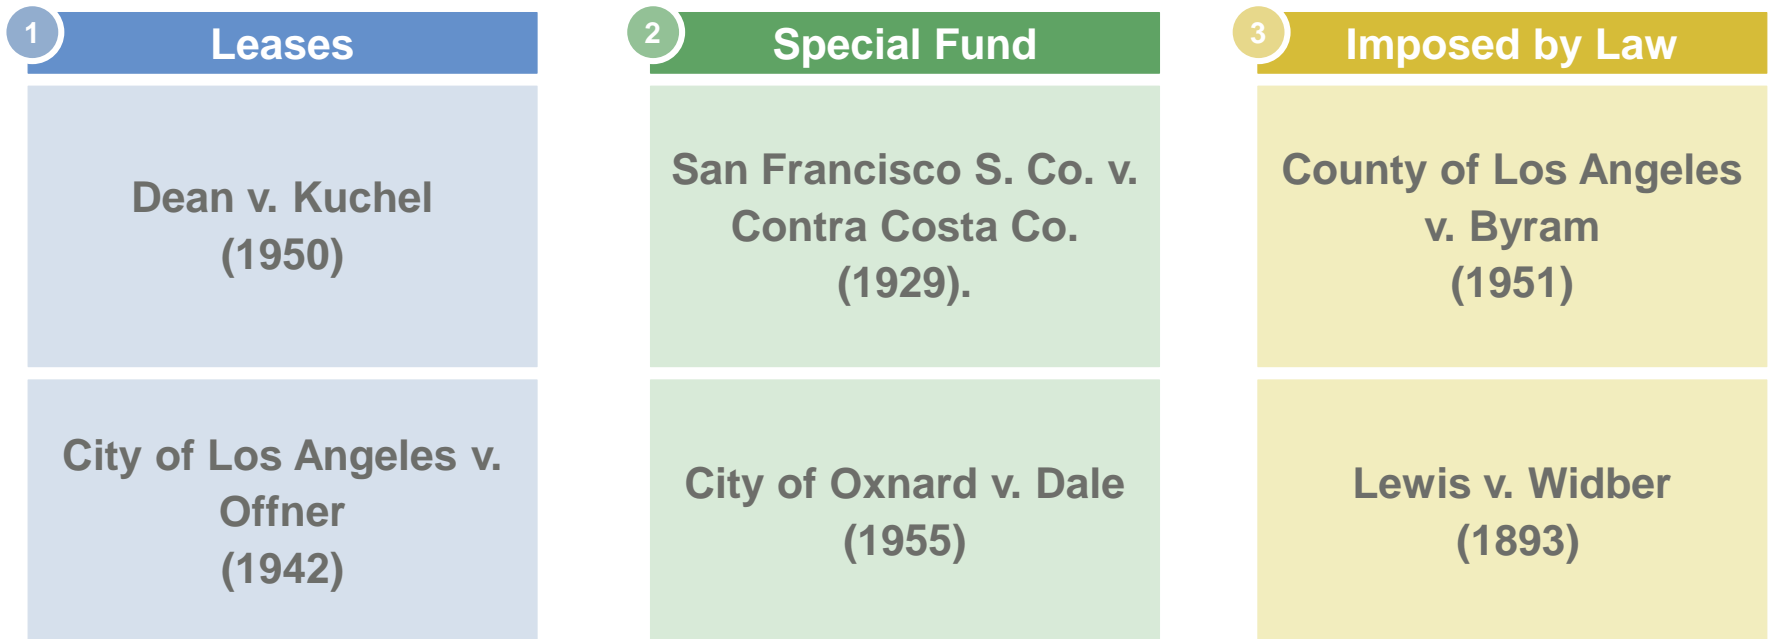 1
Leases
Dean v. Kuchel
(1950)
City of Los Angeles v.
Offner
(1942)
2
Special Fund
San Francisco S. Co. v.
Contra Costa Co.
(1929).
City of Oxnard v. Dale
(1955)
3
Imposed by Law
County of Los Angeles
v. Byram
(1951)
Lewis v. Widber
(1893)